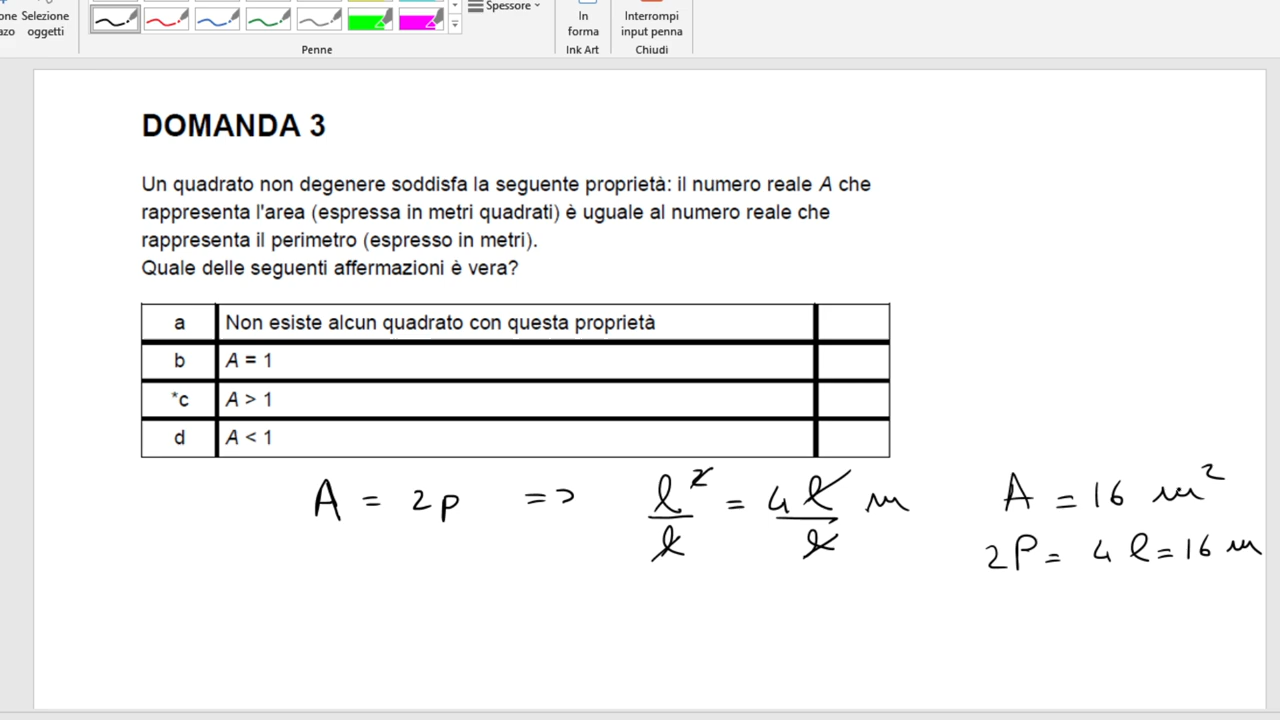 one Selezione
azo oggetti
Penne
Spessore
In
forma
Ink Art
Interrompi
input penna
Chiudi
DOMANDA 3
Un quadrato non degenere soddisfa la seguente proprietà: il numero reale A che
rappresenta l'area (espressa in metri quadrati) è uguale al numero reale che
rappresenta il perimetro (espresso in metri).
Quale delle seguenti affermazioni è vera?
a Non esiste alcun quadrato con questa proprietà
b A = 1
*c A > 1
d A < 1
A = 2p => l²/l = 4l/l m
A = 16 m²
2P = 4 l = 16 m